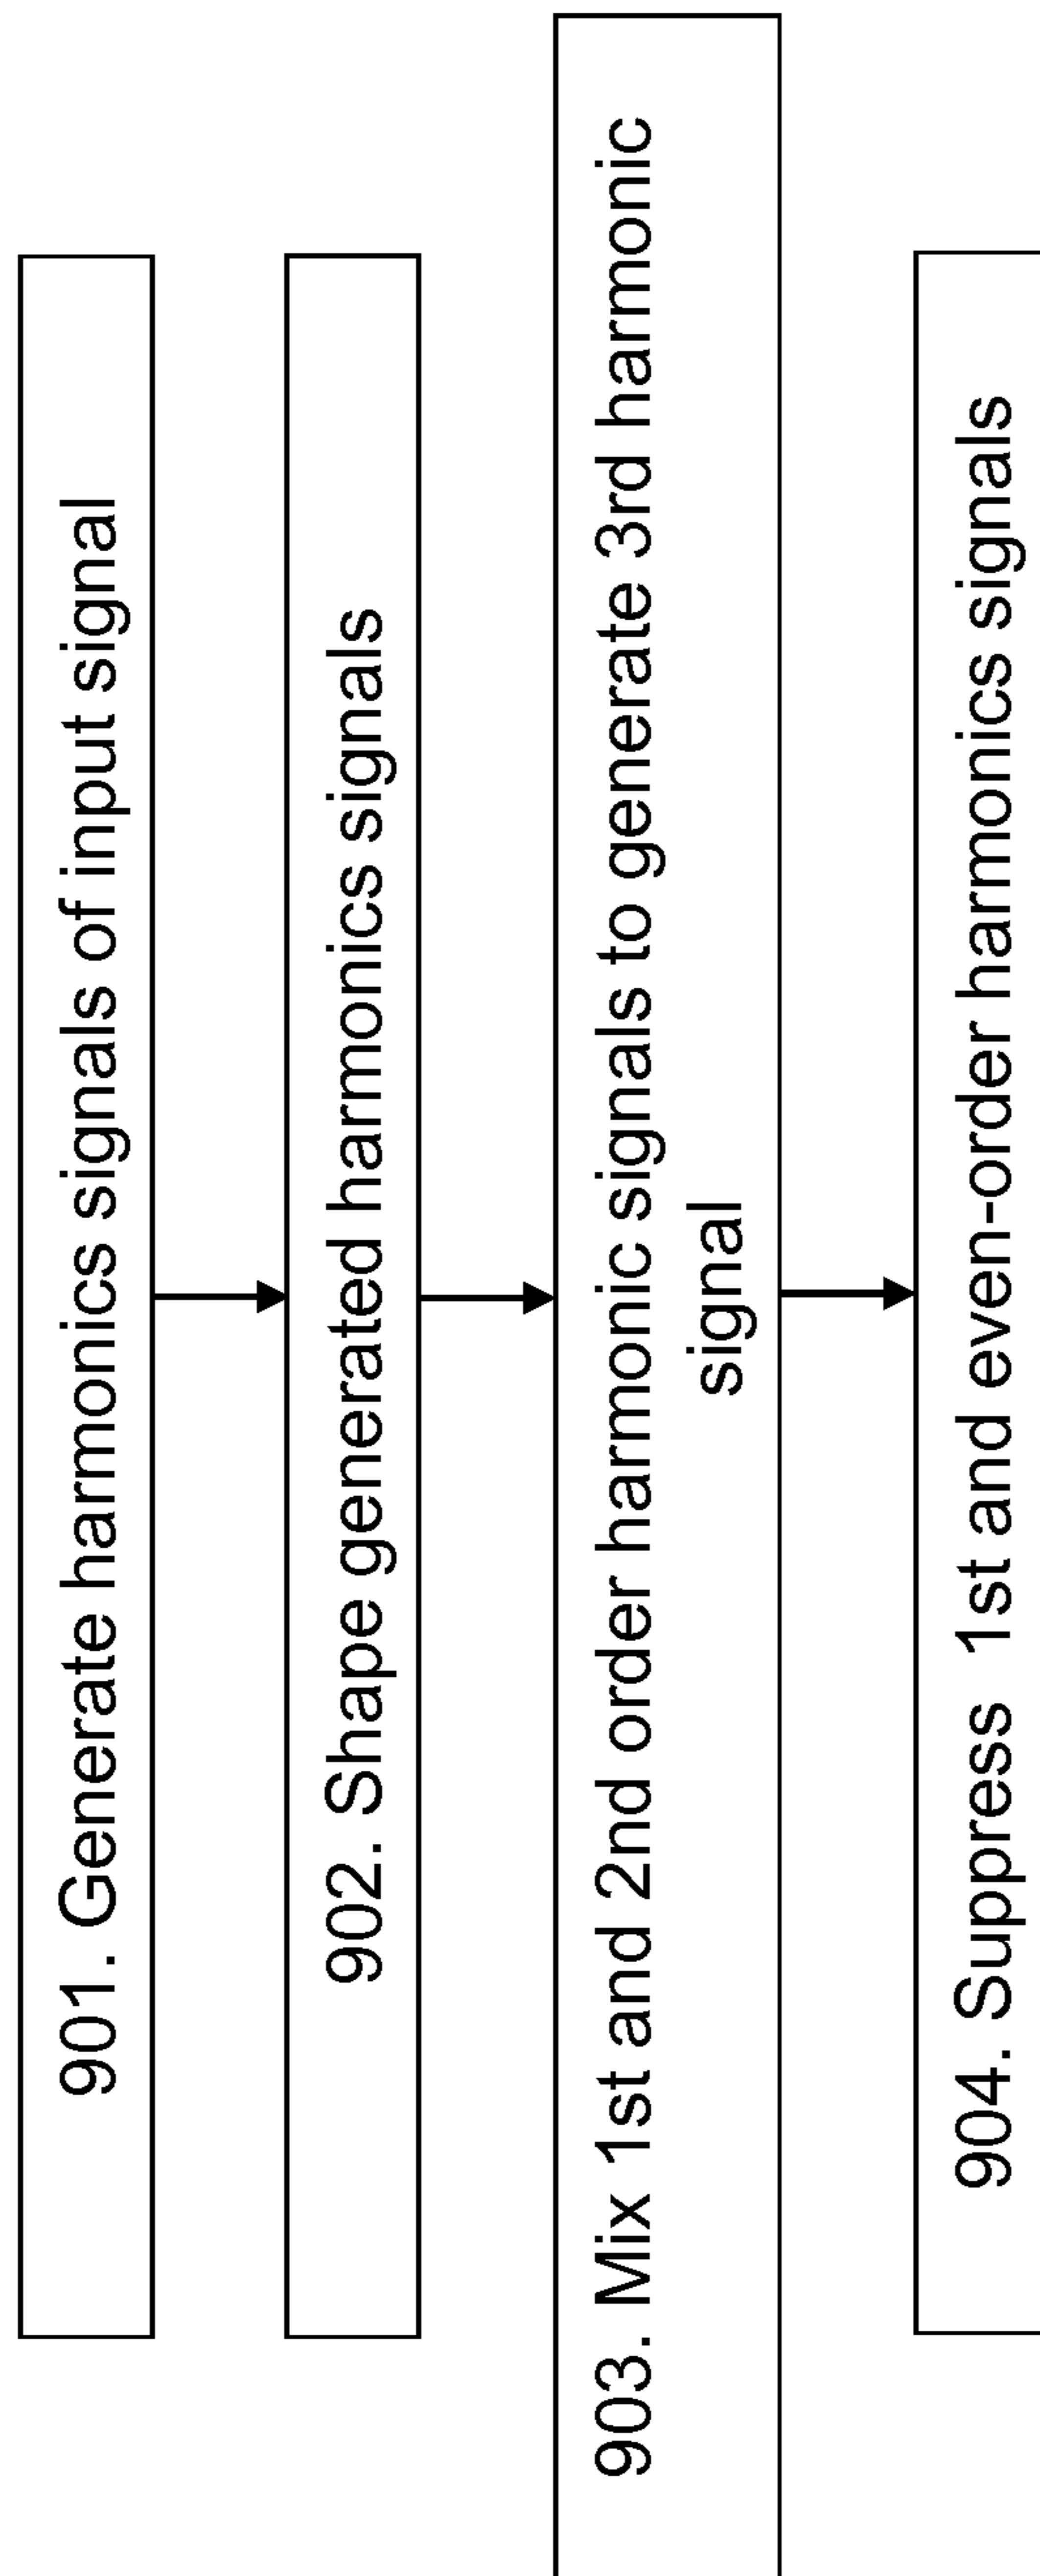 901. Generate harmonics signals of input signal
902. Shape generated harmonics signals
903. Mix 1st and 2nd order harmonic signals to generate 3rd harmonic
signal
904. Suppress 1st and even-order harmonics signals